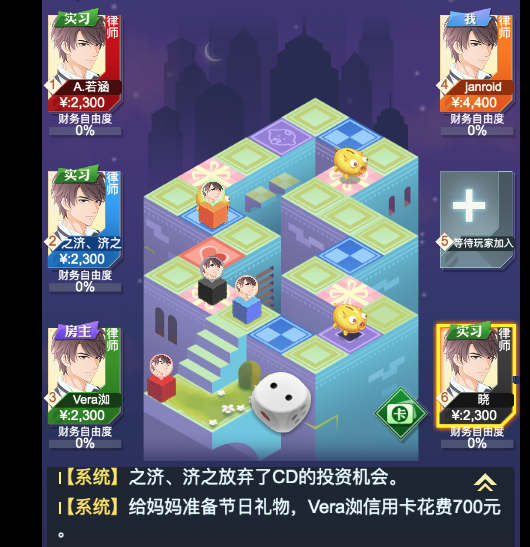 实习
律师
1
A.若涵
¥:2,300
财务自由度
0%
我
律师
4
janroid
¥:4,400
财务自由度
0%
实习
律师
2
之济、济之
¥:2,300
财务自由度
0%
5
等待玩家加入
房主
律师
3
Vera洳
¥:2,300
财务自由度
0%
实习
律师
6
晓
¥:2,300
财务自由度
0%
卡
【系统】之济、济之放弃了CD的投资机会。
【系统】给妈妈准备节日礼物，Vera洳信用卡花费700元
。